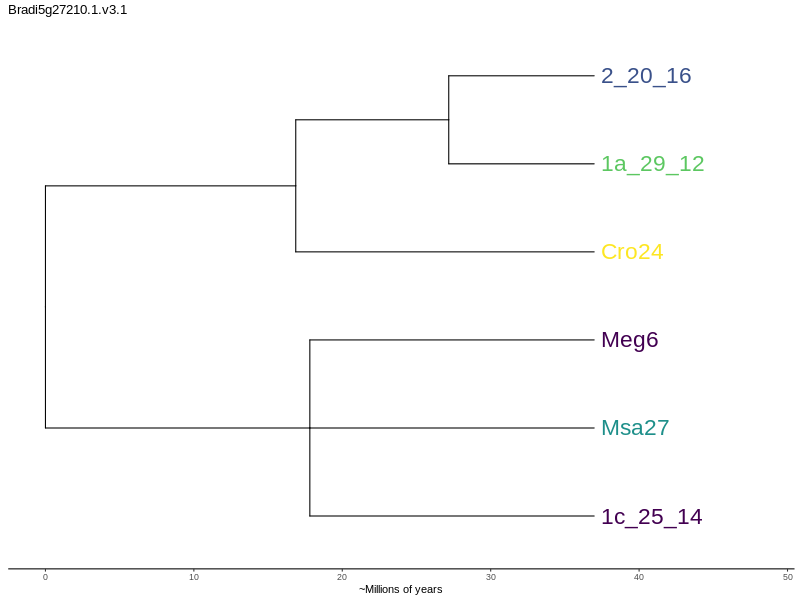 Bradi5g27210.1.v3.1
2_20_16
1a_29_12
Cro24
Meg6
Msa27
1c_25_14
0 10 20 30 40 50
~Millions of years